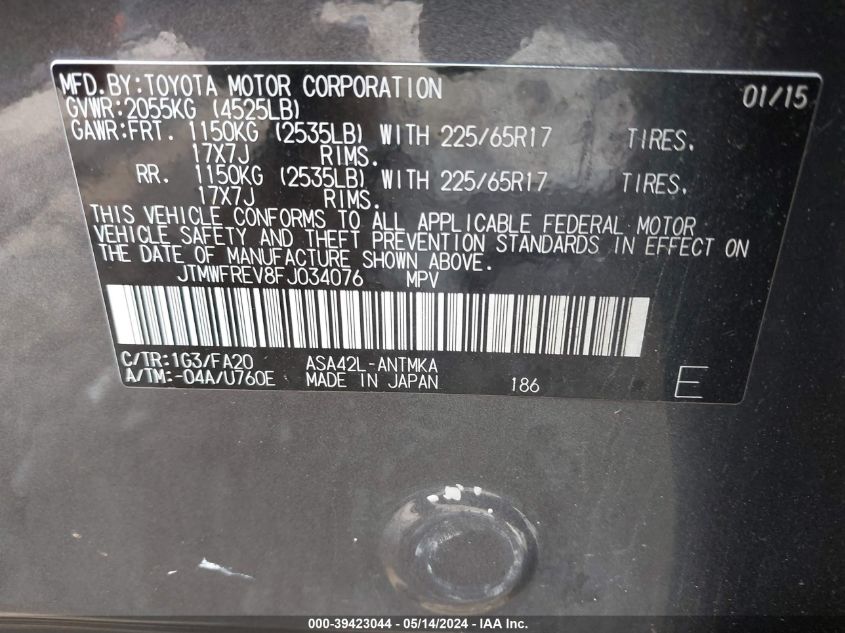 MFD.BY:TOYOTA MOTOR CORPORATION 01/15
GVWR:2055KG (4525LB)
GAWR:FRT. 1150KG (2535LB) WITH 225/65R17 TIRES.
17X7J RIMS.
RR. 1150KG (2535LB) WITH 225/65R17 TIRES.
17X7J RIMS.
THIS VEHICLE CONFORMS TO ALL APPLICABLE FEDERAL MOTOR
VEHICLE SAFETY AND THEFT PREVENTION STANDARDS IN EFFECT ON
THE DATE OF MANUFACTURE SHOWN ABOVE.
JTMWFREV8FJ034076 MPV
C/TR:1G3/FA20 ASA42L-ANTMKA
A/TM:-04A/U760E MADE IN JAPAN 186 E
000-39423044 - 05/14/2024 - IAA Inc.